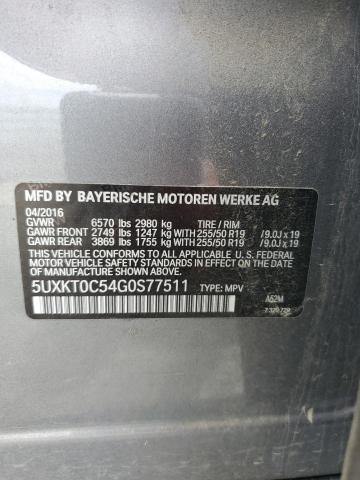 MFD BY BAYERISCHE MOTOREN WERKE AG
04/2016
GVWR 6570 lbs 2980 kg TIRE / RIM
GAWR FRONT 2749 lbs 1247 kg WITH 255/50 R19 / 9.0J x 19
GAWR REAR 3869 lbs 1755 kg WITH 255/50 R19 / 9.0J x 19
THIS VEHICLE CONFORMS TO ALL APPLICABLE U. S. FEDERAL
MOTOR VEHICLE SAFETY STANDARDS IN EFFECT ON THE
DATE OF MANUFACTURE SHOWN ABOVE.
5UXKT0C54G0S77511 TYPE: MPV
A52M